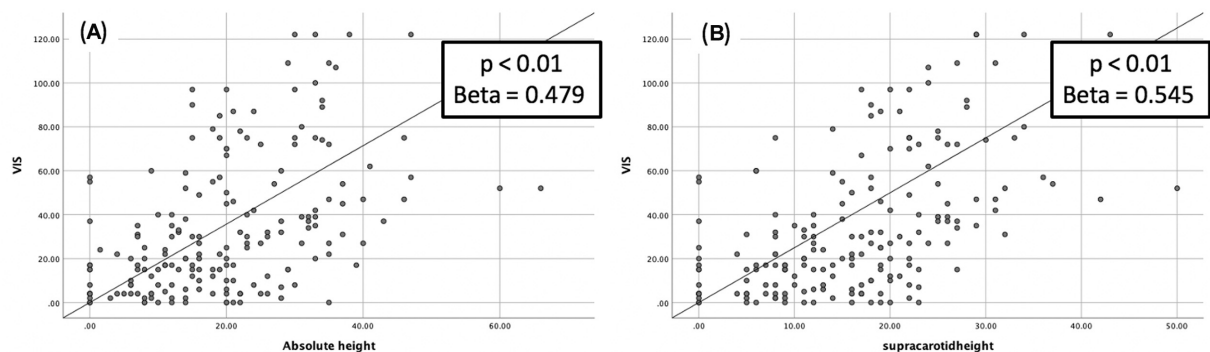 (A)
p < 0.01
Beta = 0.479
VIS
120.00
100.00
80.00
60.00
40.00
20.00
.00
.00
20.00
40.00
60.00
Absolute height
(B)
p < 0.01
Beta = 0.545
VIS
120.00
100.00
80.00
60.00
40.00
20.00
.00
.00
10.00
20.00
30.00
40.00
50.00
supracarotidheight